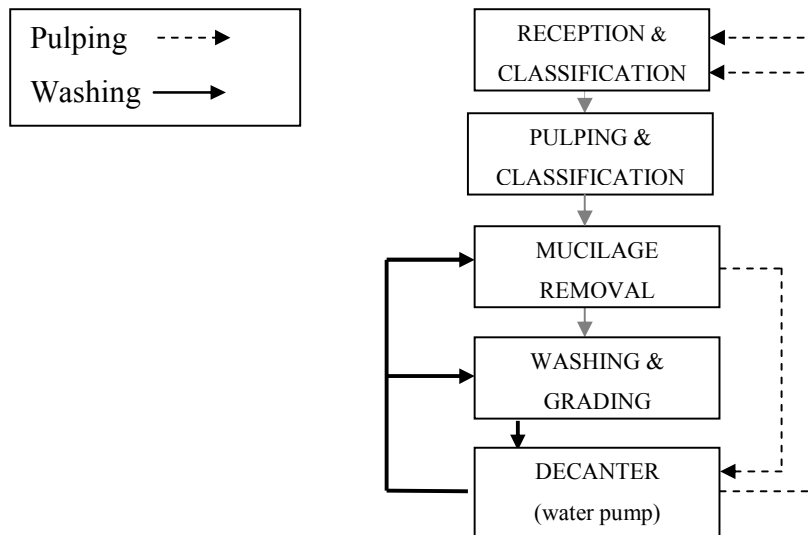 Pulping
Washing
RECEPTION &
CLASSIFICATION
PULPING &
CLASSIFICATION
MUCILAGE
REMOVAL
WASHING &
GRADING
DECANTER
(water pump)